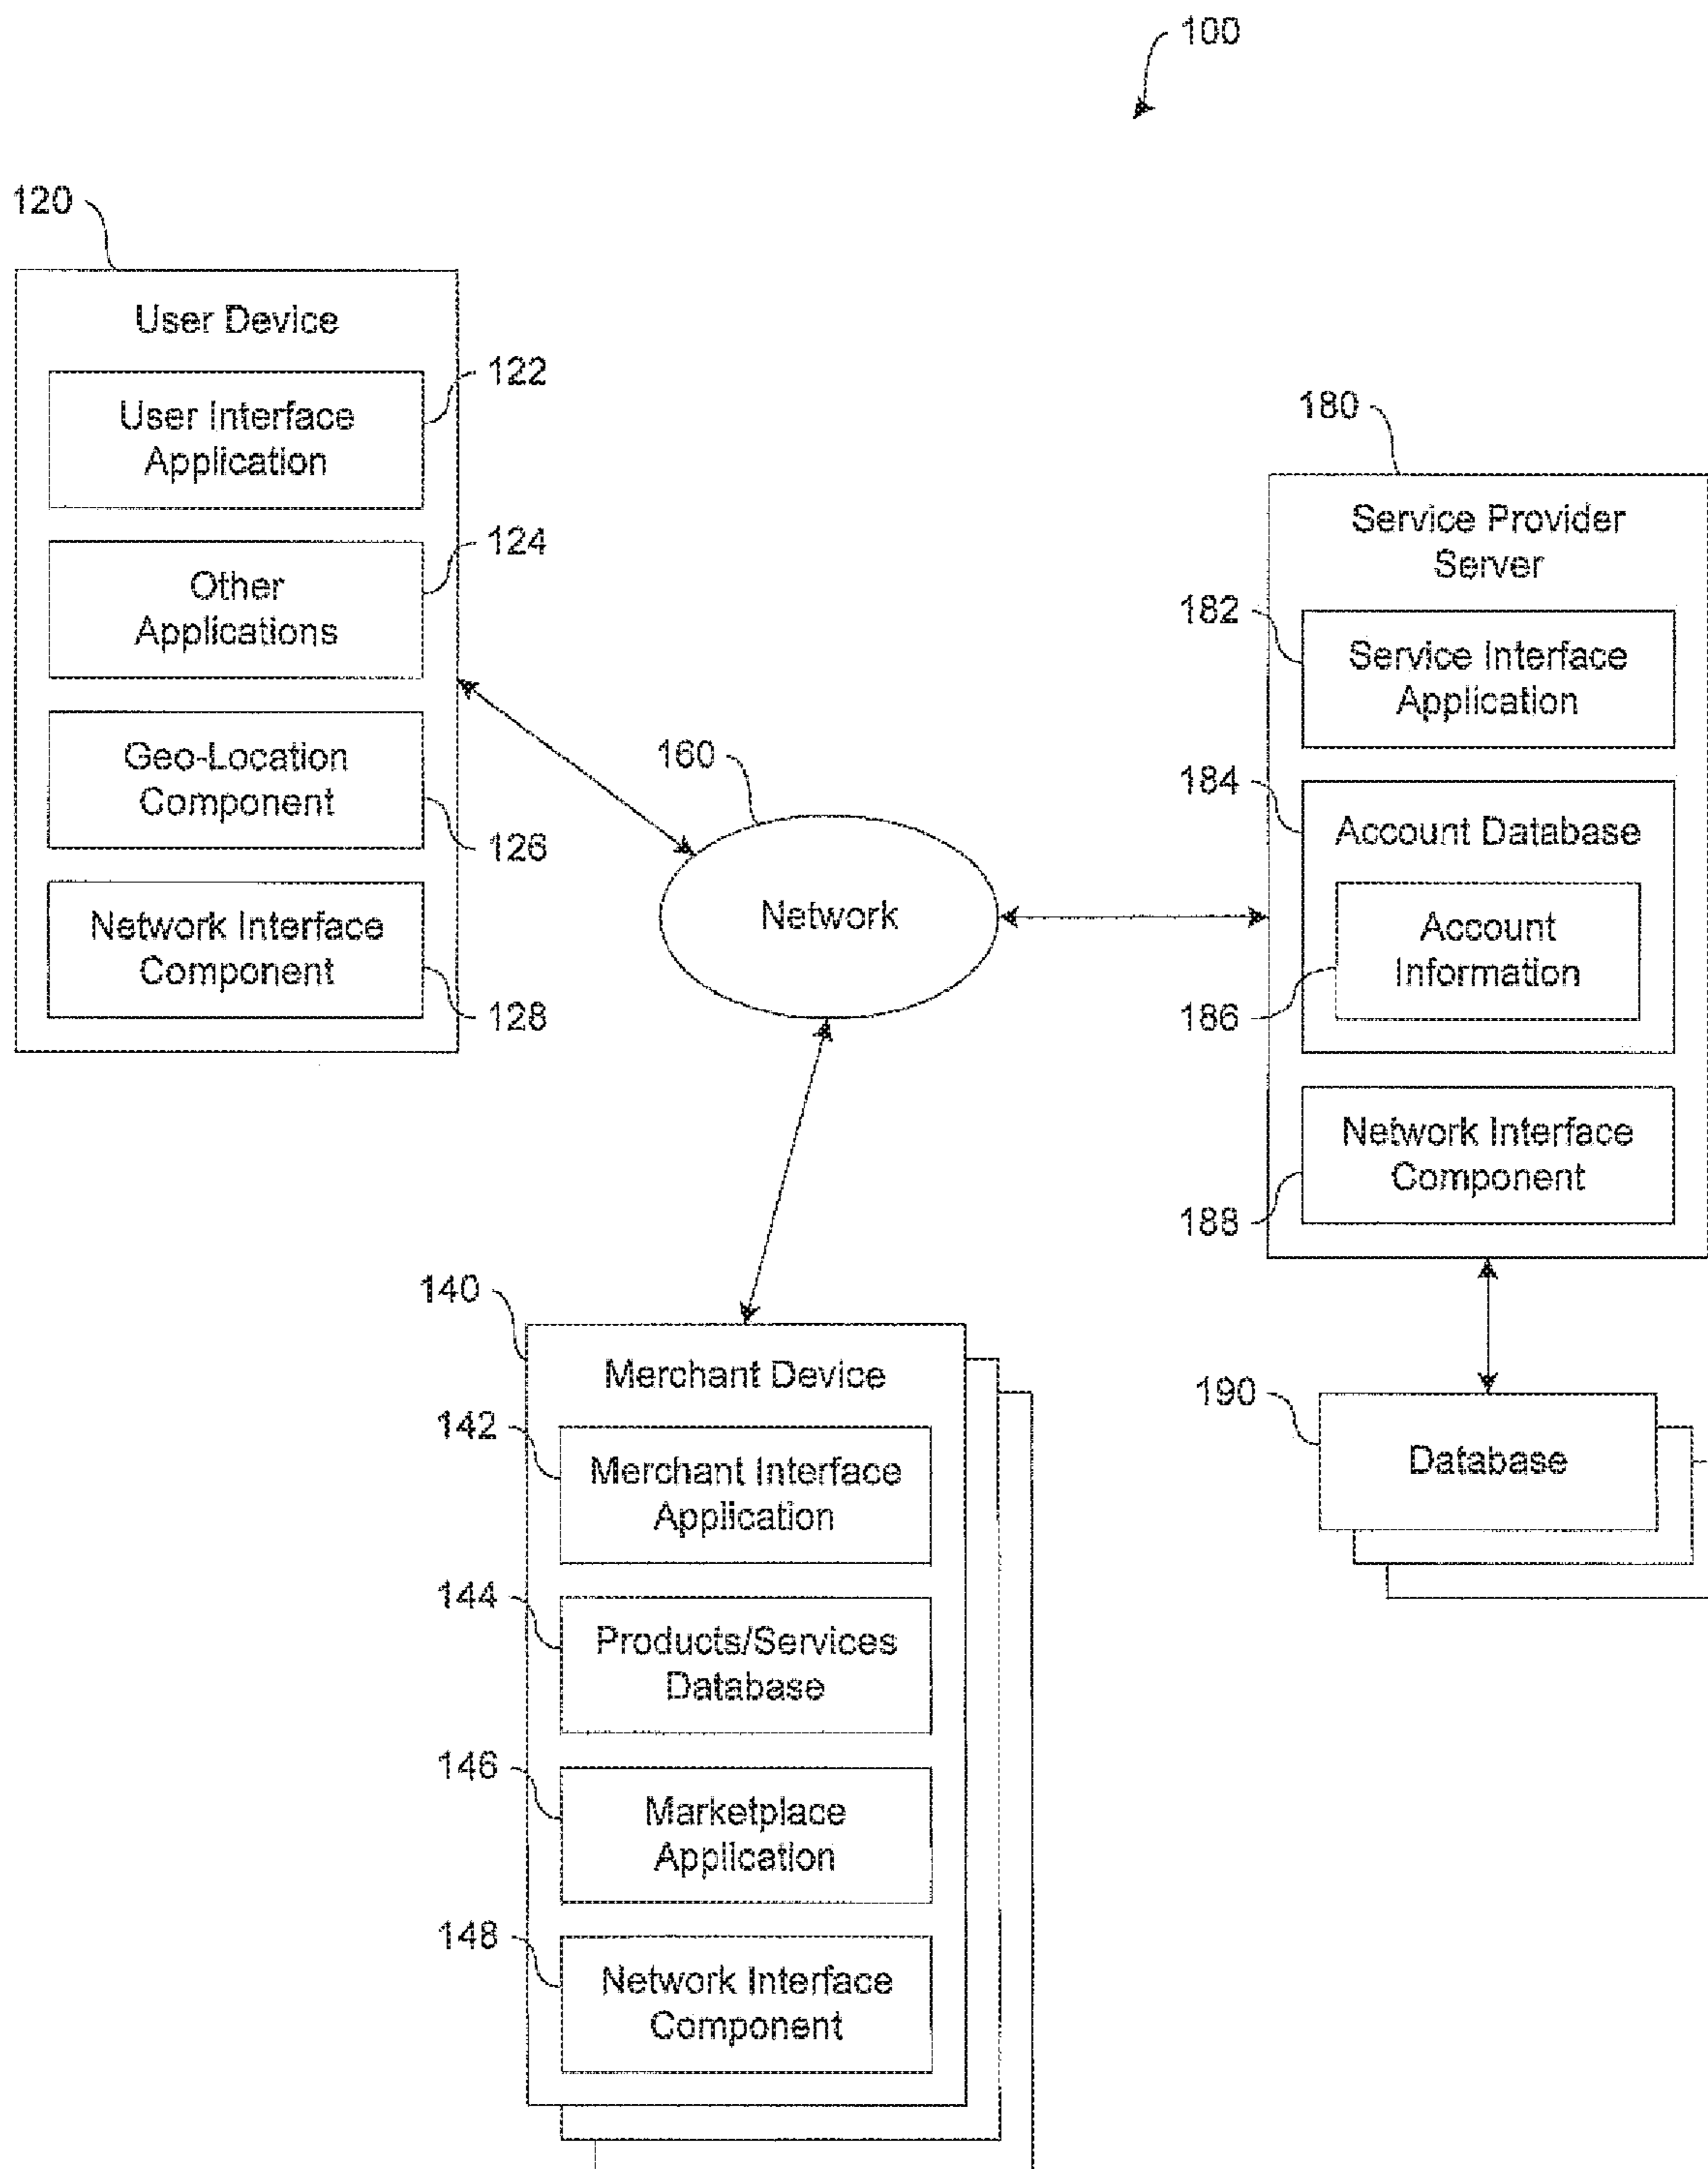 100
120
User Device
122
User Interface
Application
124
Other
Applications
Geo-Location
Component
126
Network Interface
Component
128
160
Network
180
Service Provider
Server
182
Service Interface
Application
184
Account Database
Account
Information
186
Network Interface
Component
188
140
Merchant Device
142
Merchant Interface
Application
144
Products/Services
Database
146
Marketplace
Application
148
Network Interface
Component
190
Database